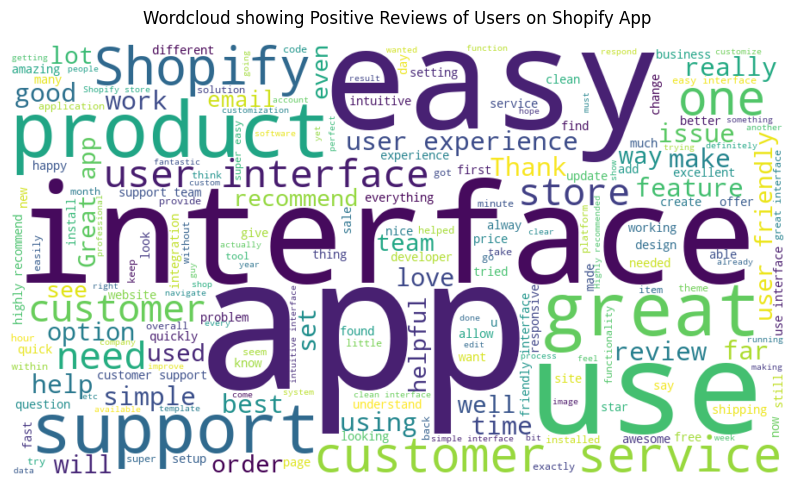 Wordcloud showing Positive Reviews of Users on Shopify App
getting
people
amazing
many
application
Shopify store
lot
Shopify
different
code
solution
going
even
email
customization
account
easy
wanted
function
respond
day
result
hope
setting
intuitive
clean
service
must
find
change
business
customize
easy interface
really
one
better
something
another
trying
definitely
good
work
product
super easy
software
yet
perfect
user experience
issue
much
way
make
add
excellent
happy
fantastic
custom
think
user interface
experience
got
first
Thank
update
feature
create
offer
store
user friendly
great interface
use interface
Great app
new
install
month
support team
provide
professional
highly recommend
recommend
everything
minute
helped
sale
give
tool
actually
year
guy
integration
without
keep
look
easily
thing
nice
team
developer
alway
price
go
take
tried
clear
love
platform
show
Highly recommended
needed
design
working
able
already
made
responsive
interface
app
great
use
see
website
right
navigate
shop
customer
option
overall
every
problem
quickly
company
improve
hour
quick
within
need
used
set
intuitive interface
found
little
seem
know
done
edit
u
allow
want
helpful
friendly interface
process
functionality
feel
item
theme
running
making
review
far
site
say
help
customer support
simple
come
system
clean interface
understand
question
etc
available
template
best
using
looking
back
well
time
simple interface
bit
image
star
shipping
still
now
installed
awesome
free
week
exactly
fast
try
data
support
will
super
setup
order
page
customer service